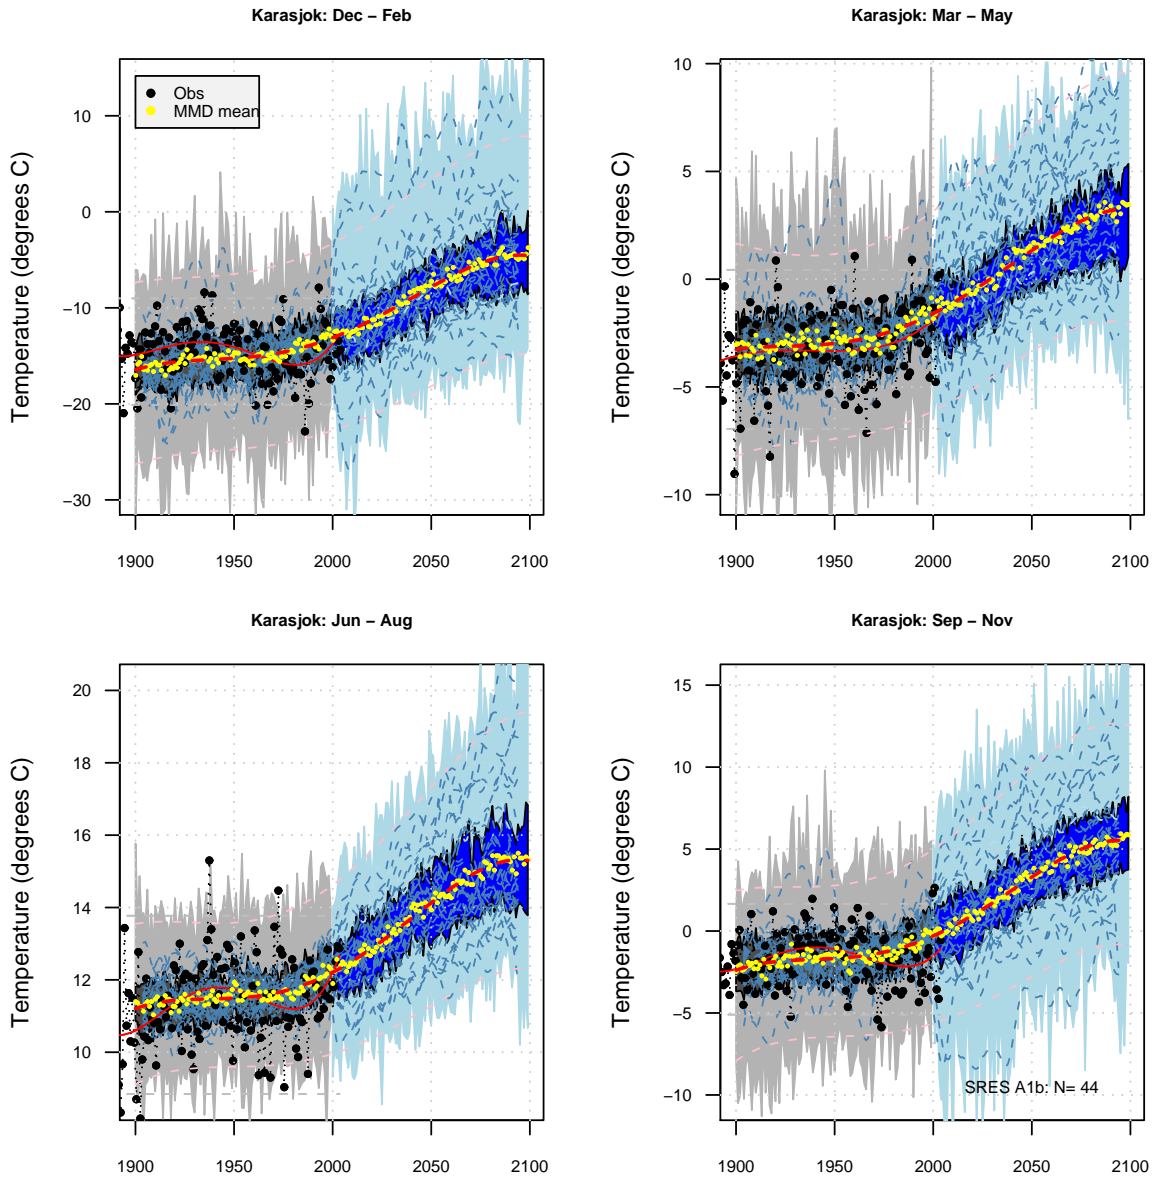 Karasjok: Dec − Feb
Temperature (degrees C)
10
0
−10
−20
−30
Obs
MMD mean
1900 1950 2000 2050 2100
Karasjok: Mar − May
Temperature (degrees C)
10
5
0
−5
−10
1900 1950 2000 2050 2100
Karasjok: Jun − Aug
Temperature (degrees C)
20
18
16
14
12
10
1900 1950 2000 2050 2100
Karasjok: Sep − Nov
Temperature (degrees C)
15
10
5
0
−5
−10
SRES A1b: N= 44
1900 1950 2000 2050 2100